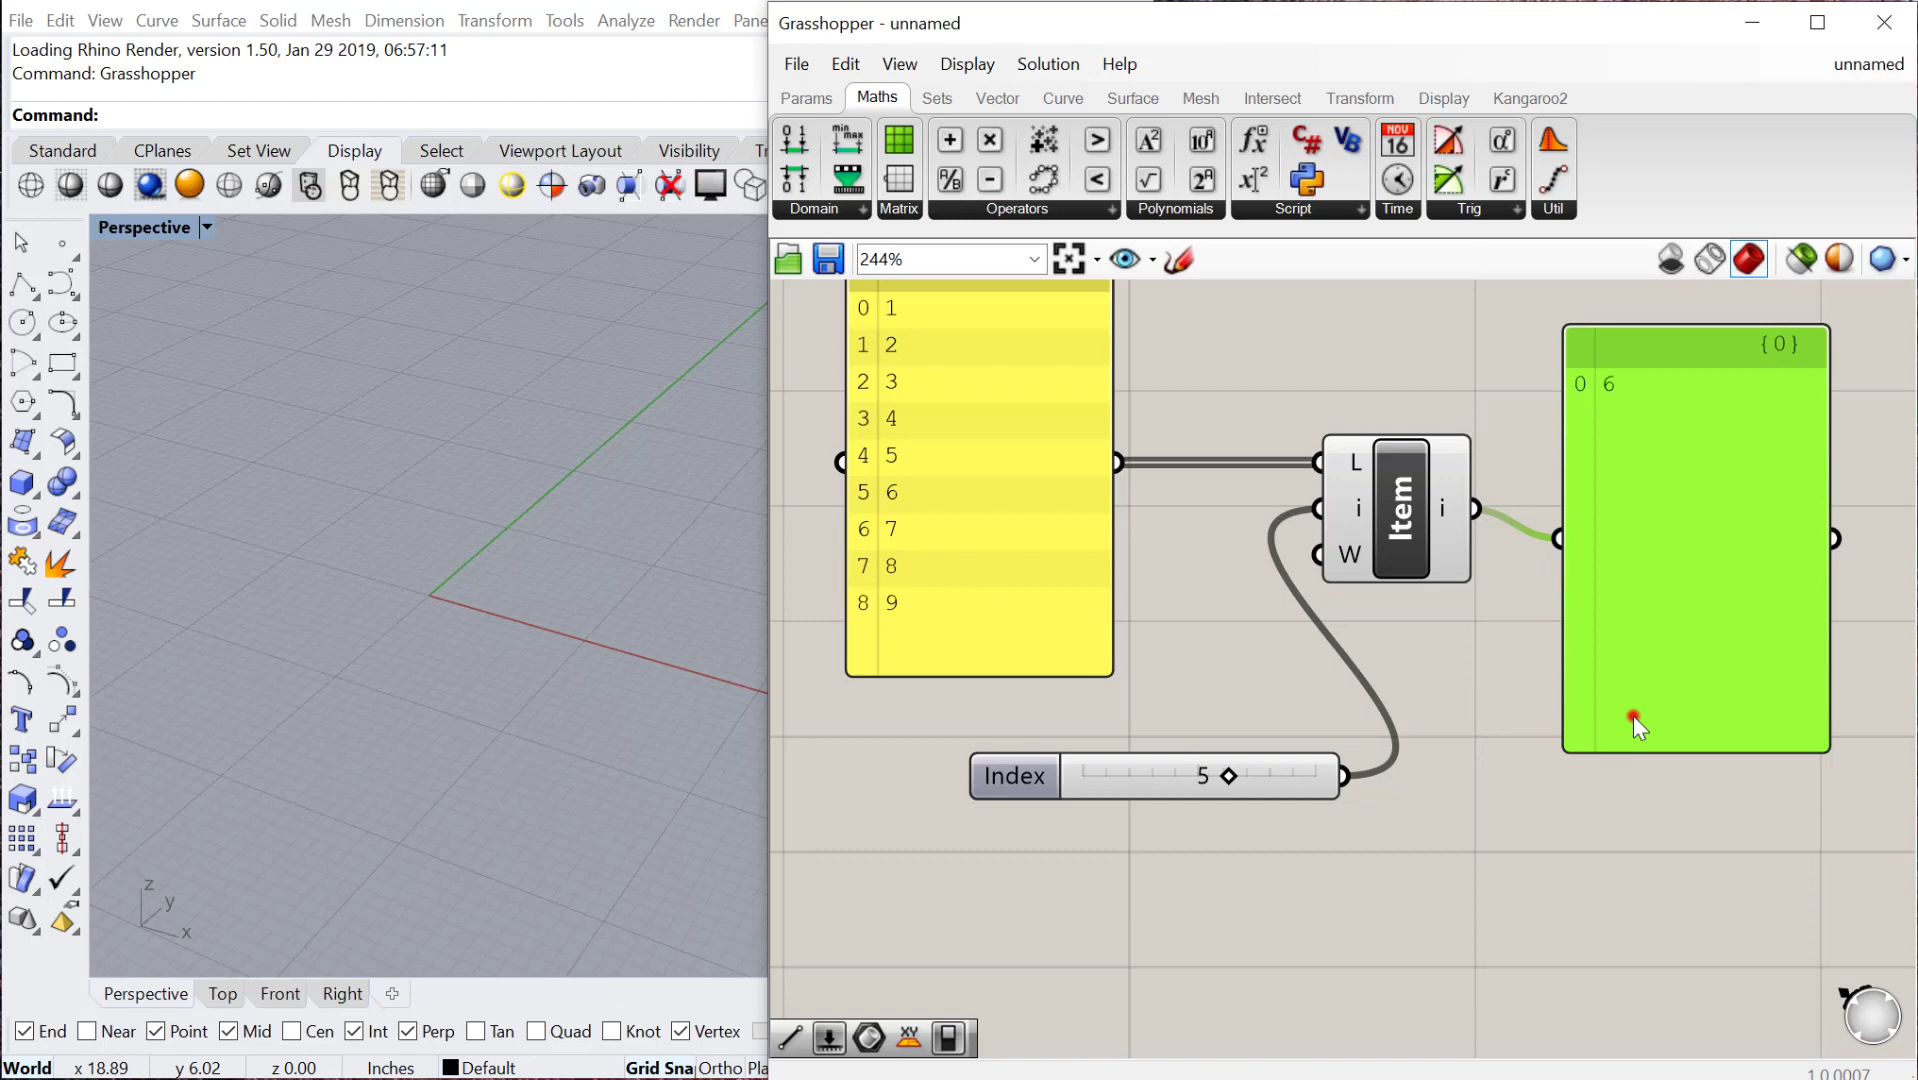 File Edit View Curve Surface Solid Mesh Dimension Transform Tools Analyze Render Pane
Loading Rhino Render, version 1.50, Jan 29 2019, 06:57:11
Command: Grasshopper
Command:
Standard CPlanes Set View Display Select Viewport Layout Visibility Tr
Perspective
z
y
x
Perspective Top Front Right
End Near Point Mid Cen Int Perp Tan Quad Knot Vertex
World x 18.89 y 6.02 z 0.00 Inches Default Grid Sna Ortho Pla
Grasshopper - unnamed
File Edit View Display Solution Help unnamed
Params Maths Sets Vector Curve Surface Mesh Intersect Transform Display Kangaroo2
Domain Matrix Operators Polynomials Script Time Trig Util
NOV
16
244%
0 1
1 2
2 3
3 4
4 5
5 6
6 7
7 8
8 9
L
i
W
Item
i
{0}
0 6
Index 5
XY
1.0.0007